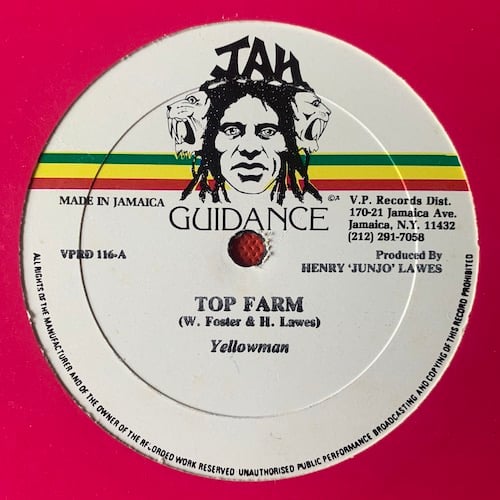 JAH
GUIDANCE
MADE IN JAMAICA
V.P. Records Dist.
170-21 Jamaica Ave.
Jamaica, N.Y. 11432
(212) 291-7058
VPRD 116-A
Produced By
HENRY 'JUNJO' LAWES
TOP FARM
(W. Foster & H. Lawes)
Yellowman
ALL RIGHTS OF THE MANUFACTURER AND OF THE OWNER OF THE RECORDED WORK RESERVED UNAUTHORISED PUBLIC PERFORMANCE BROADCASTING AND COPYING OF THIS RECORD PROHIBITED